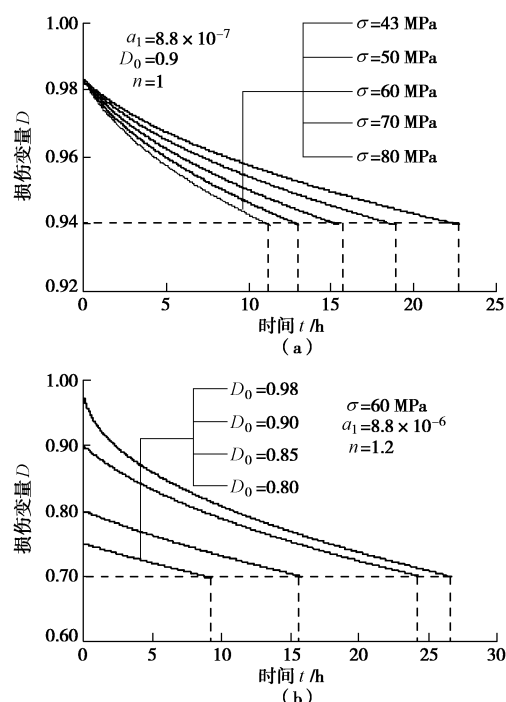 1.00
0.98
0.96
0.94
0.92
损伤变量 D
a₁=8.8 × 10⁻⁷
D₀=0.9
n=1
σ=43 MPa
σ=50 MPa
σ=60 MPa
σ=70 MPa
σ=80 MPa
0 5 10 15 20 25
时间 t /h
(a)
1.00
0.90
0.80
0.70
0.60
损伤变量 D
D₀=0.98
D₀=0.90
D₀=0.85
D₀=0.80
σ=60 MPa
a₁=8.8 × 10⁻⁶
n=1.2
0 5 10 15 20 25 30
时间 t /h
(b)